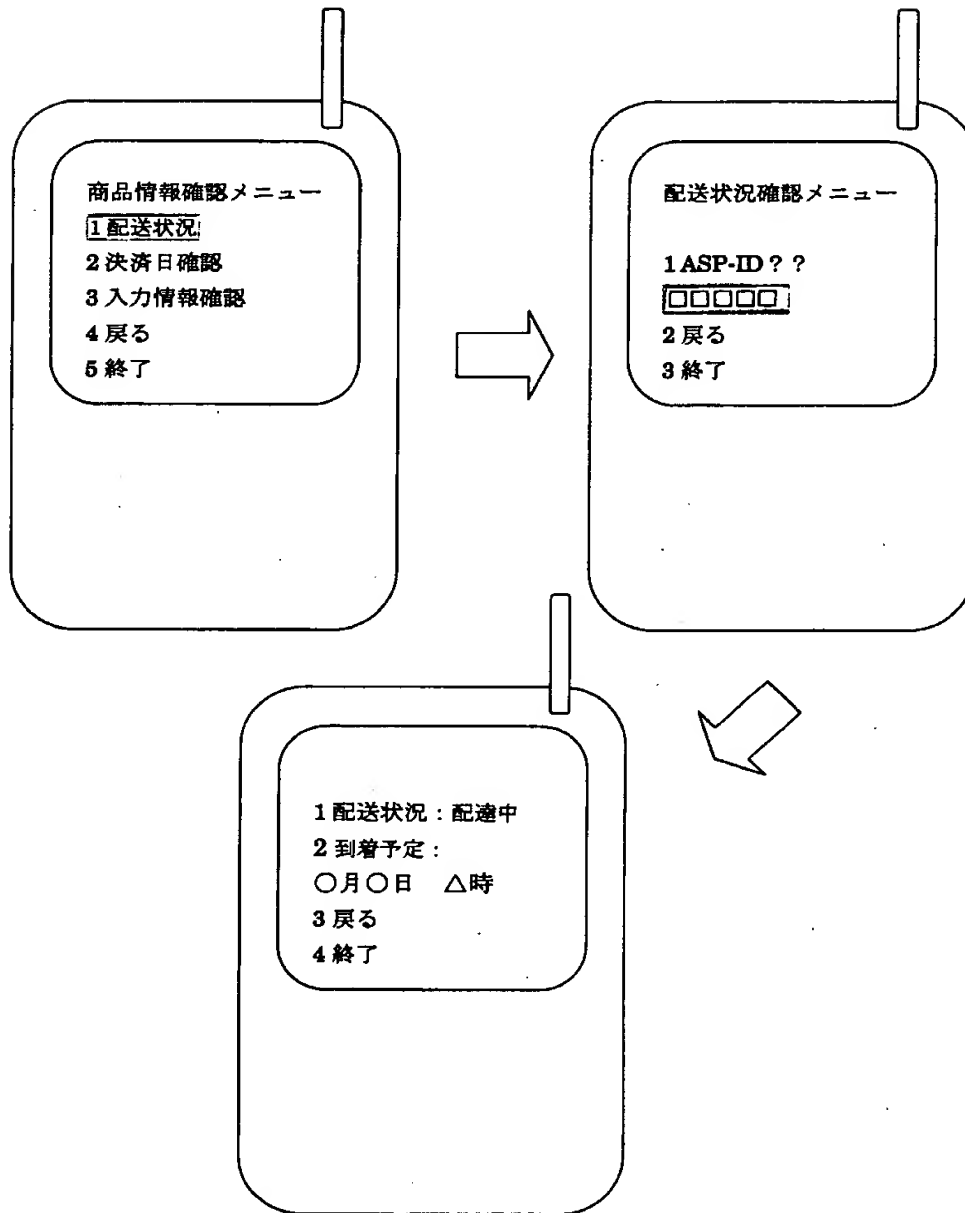 商品情報確認メニュー
1 配送状況
2 決済日確認
3 入力情報確認
4 戻る
5 終了
配送状況確認メニュー
1 ASP-ID？？
□□□□□
2 戻る
3 終了
1 配送状況：配達中
2 到着予定：
○月○日　△時
3 戻る
4 終了